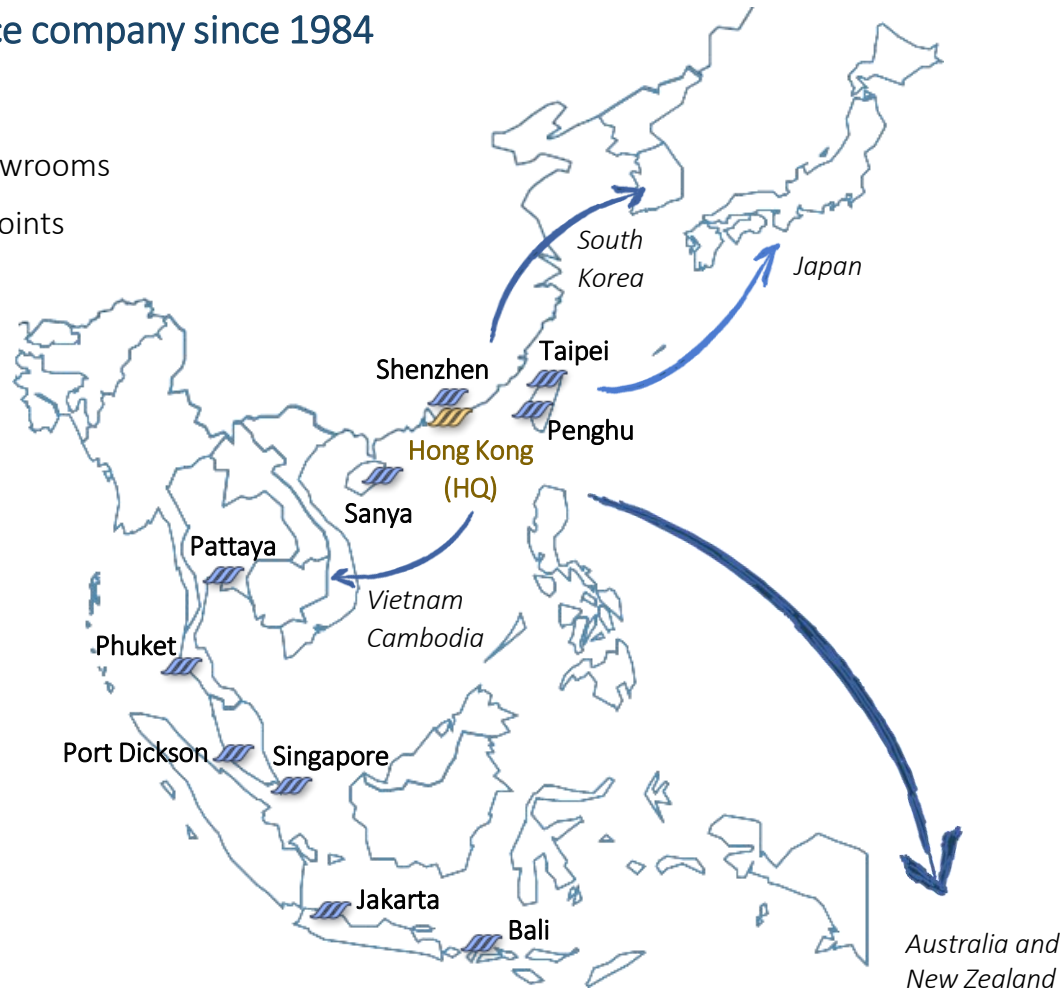 ce company since 1984
wrooms
oints
South
Korea
Japan
Shenzhen
Taipei
Penghu
Hong Kong
(HQ)
Sanya
Pattaya
Vietnam
Cambodia
Phuket
Port Dickson
Singapore
Jakarta
Bali
Australia and
New Zealand